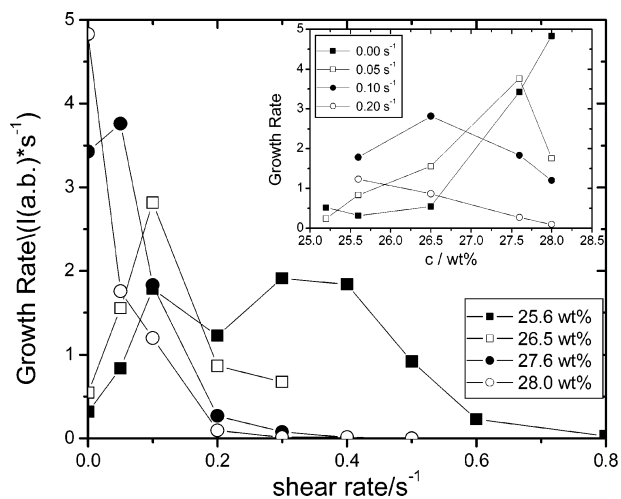 5
4
3
2
1
0
Growth Rate\(I(a.b.)*s⁻¹)
0.0 0.2 0.4 0.6 0.8
shear rate/s⁻¹
25.6 wt%
26.5 wt%
27.6 wt%
28.0 wt%
5
4
3
2
1
0
Growth Rate
0.00 s⁻¹
0.05 s⁻¹
0.10 s⁻¹
0.20 s⁻¹
25.0 25.5 26.0 26.5 27.0 27.5 28.0 28.5
c / wt%